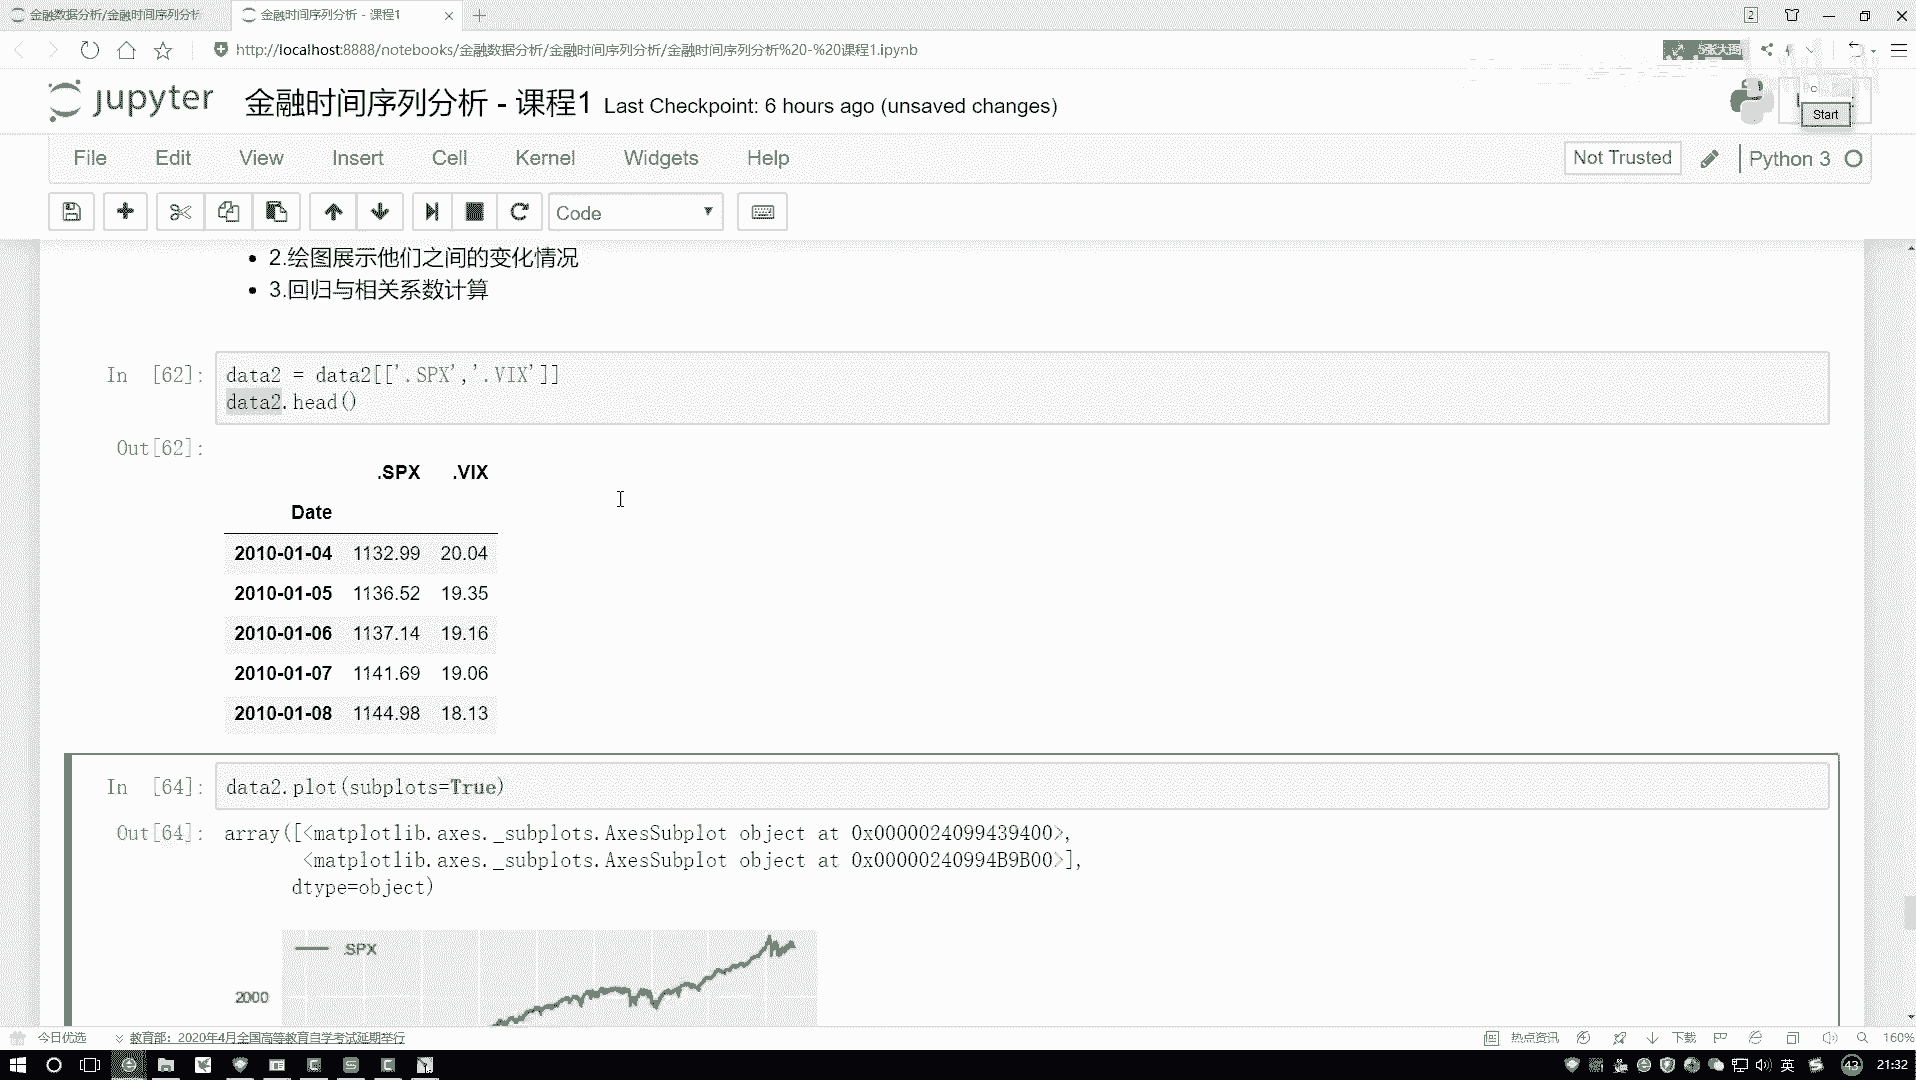 金融数据分析/金融时间序列分析
金融时间序列分析 - 课程1
2
http://localhost:8888/notebooks/金融数据分析/金融时间序列分析/金融时间序列分析%20-%20课程1.ipynb
5张大图
jupyter
金融时间序列分析 - 课程1
Last Checkpoint: 6 hours ago (unsaved changes)
Start
File Edit View Insert Cell Kernel Widgets Help
Not Trusted
Python 3
Code
2.绘图展示他们之间的变化情况
3.回归与相关系数计算
In [62]:
data2 = data2[['.SPX','.VIX']]
data2.head()
Out[62]:
.SPX .VIX
Date
2010-01-04 1132.99 20.04
2010-01-05 1136.52 19.35
2010-01-06 1137.14 19.16
2010-01-07 1141.69 19.06
2010-01-08 1144.98 18.13
In [64]:
data2.plot(subplots=True)
Out[64]:
array([<matplotlib.axes._subplots.AxesSubplot object at 0x0000024099439400>,
<matplotlib.axes._subplots.AxesSubplot object at 0x00000240994B9B00>],
dtype=object)
.SPX
2000
今日优选
教育部：2020年4月全国高等教育自学考试延期举行
热点资讯
下载
160%
英
43
21:32